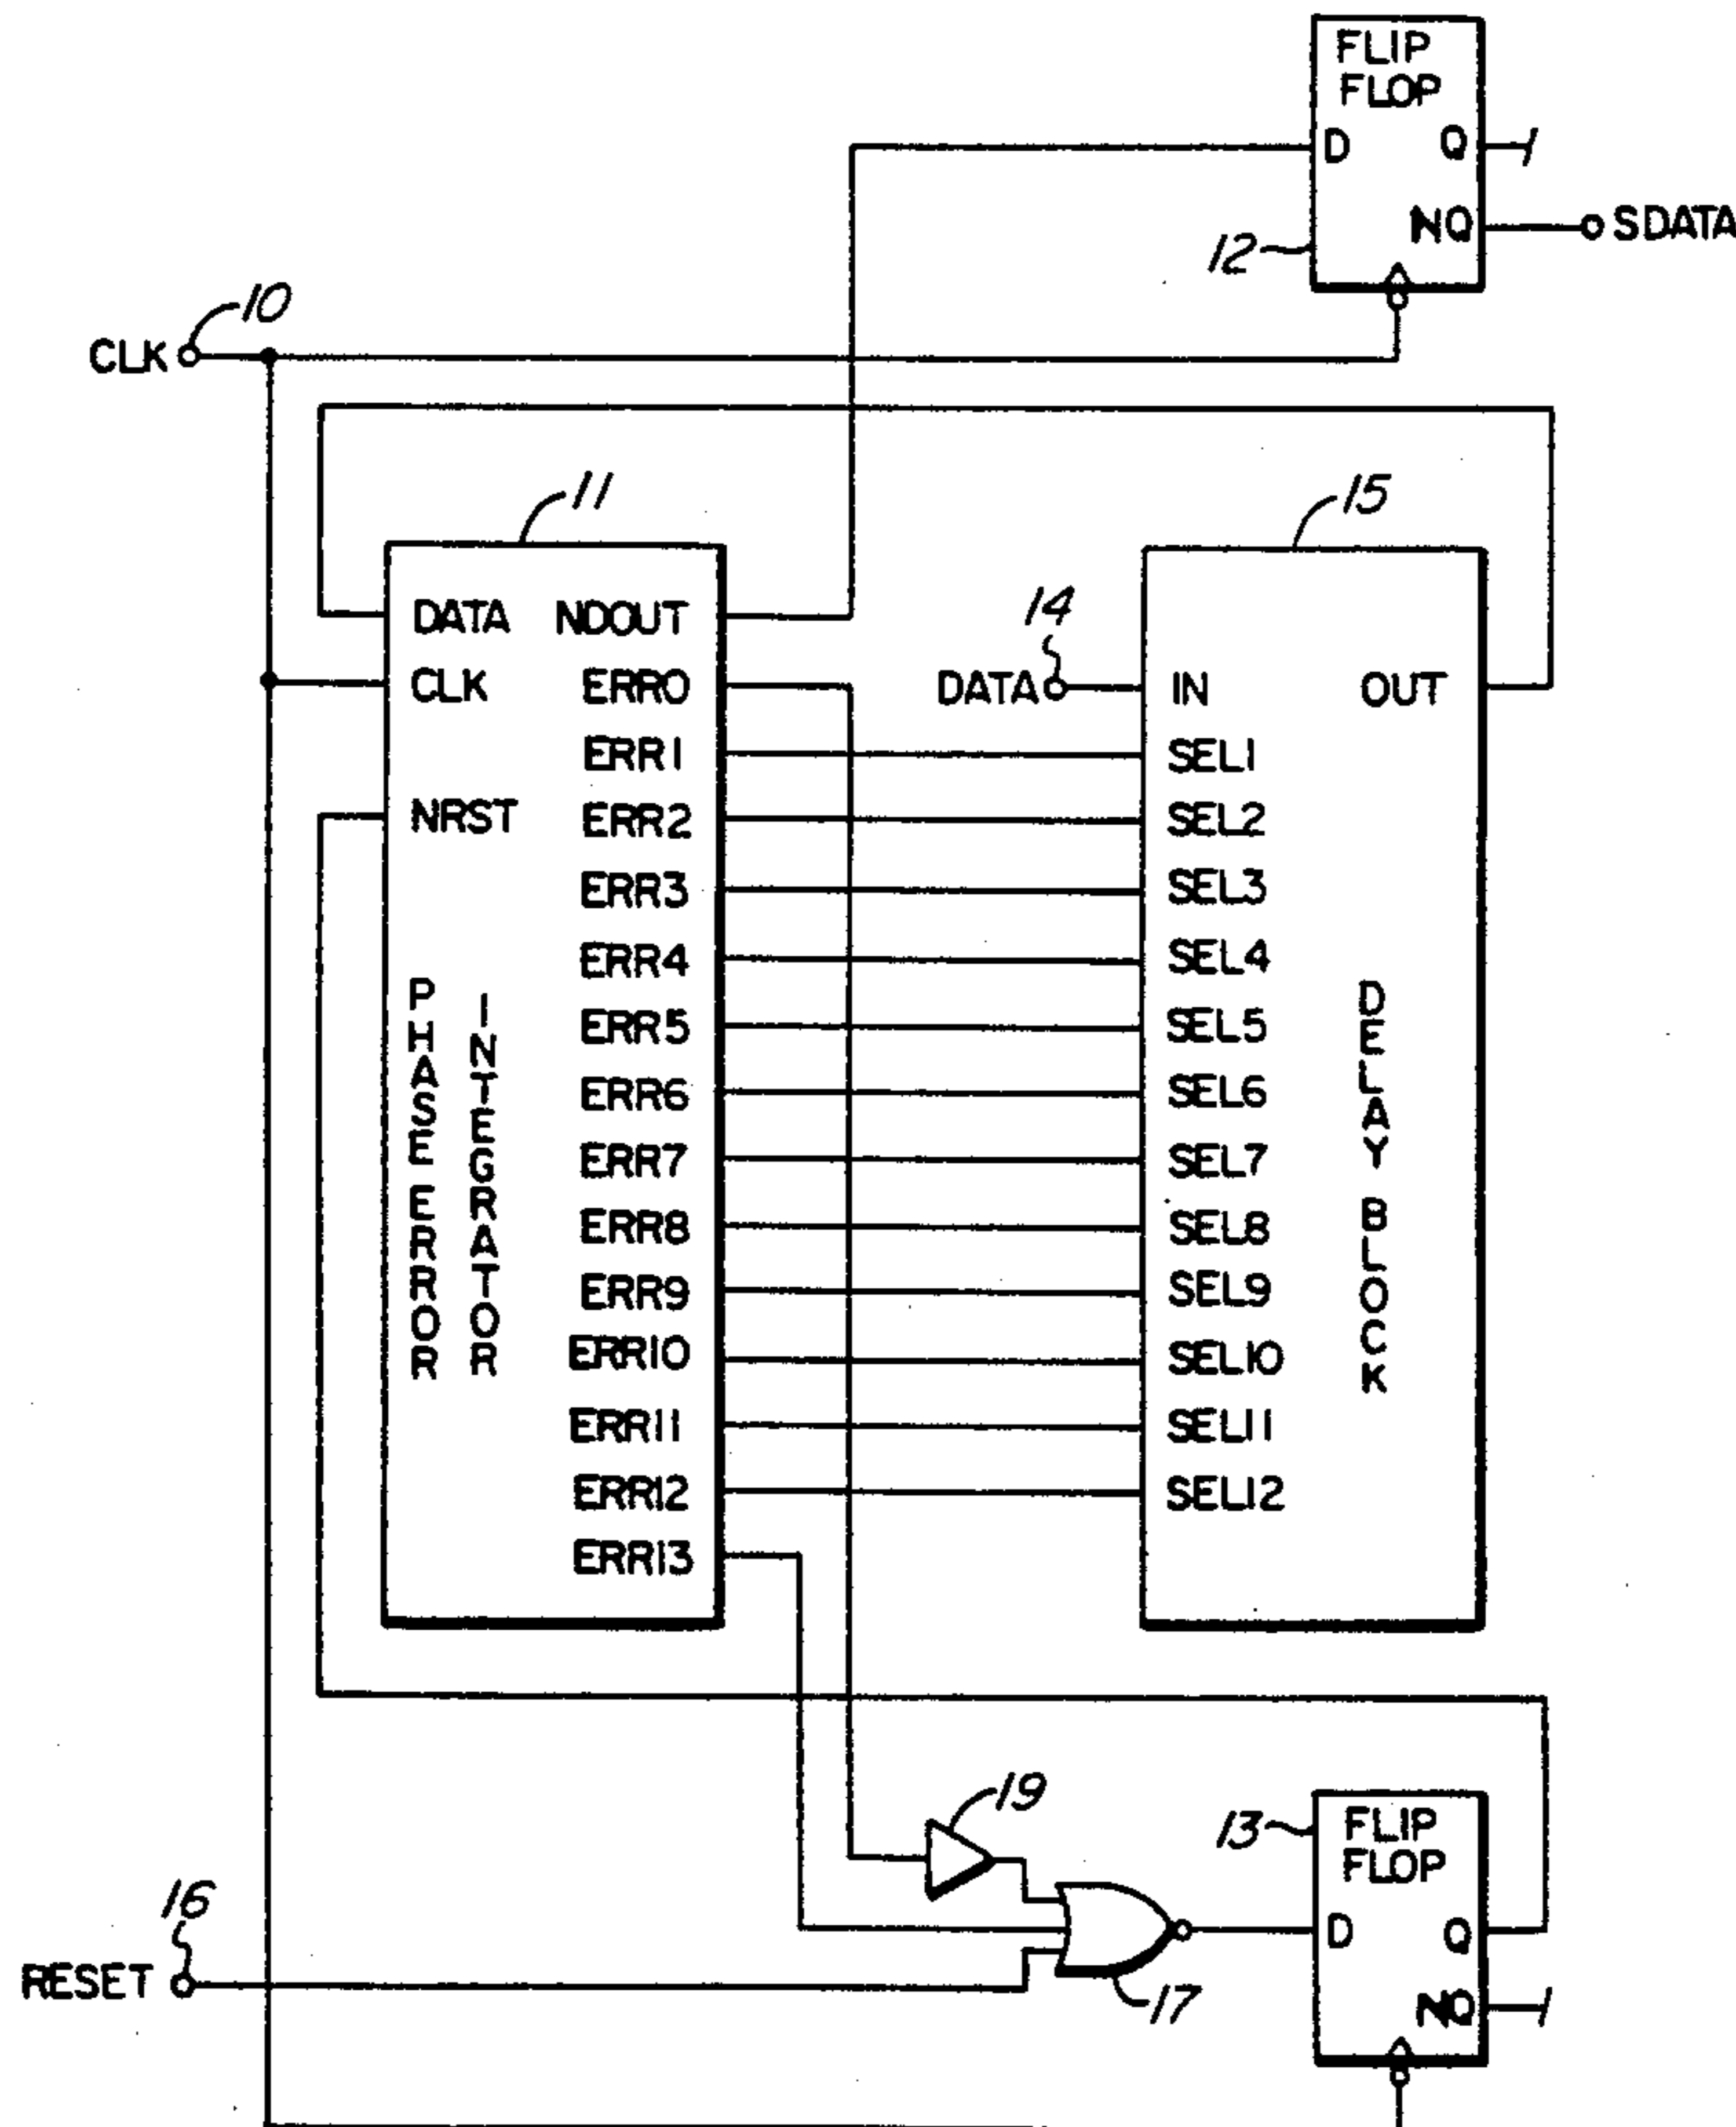 FLIP
FLOP
D Q
NQ
SDATA
12
10
CLK
11
15
DATA NDOUT
CLK ERR0
ERR1
NRST ERR2
ERR3
ERR4
ERR5
ERR6
ERR7
ERR8
ERR9
ERR10
ERR11
ERR12
ERR13
PHASE ERROR
INTEGRATOR
14
DATA
IN OUT
SEL1
SEL2
SEL3
SEL4
SEL5
SEL6
SEL7
SEL8
SEL9
SEL10
SEL11
SEL12
DELAY BLOCK
19
13
FLIP
FLOP
D Q
NQ
16
RESET
17